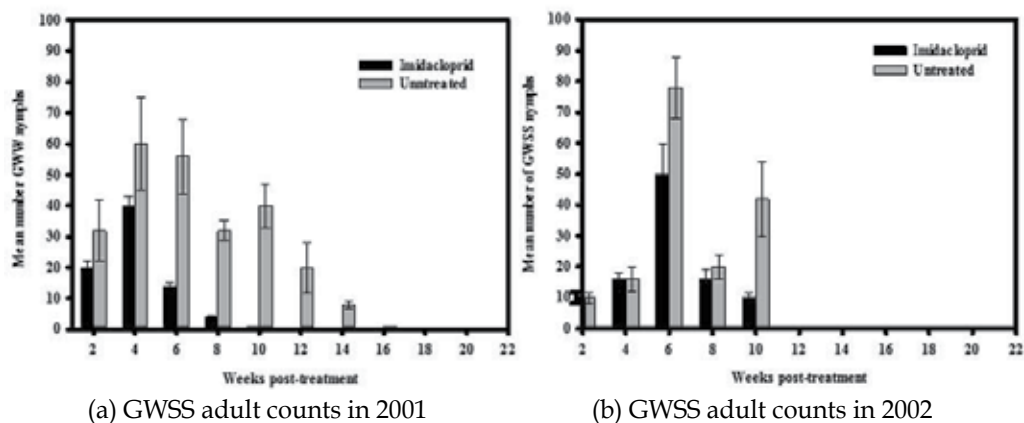 100
90
80
70
60
50
40
30
20
10
0
Mean number GWW nymphs
Imidacloprid
Unntreated
2 4 6 8 10 12 14 16 18 20 22
Weeks post-treatment
(a) GWSS adult counts in 2001
100
90
80
70
60
50
40
30
20
10
0
Mean number of GWSS nymphs
Imidacloprid
Untreated
2 4 6 8 10 12 14 16 18 20 22
Weeks post-treatment
(b) GWSS adult counts in 2002